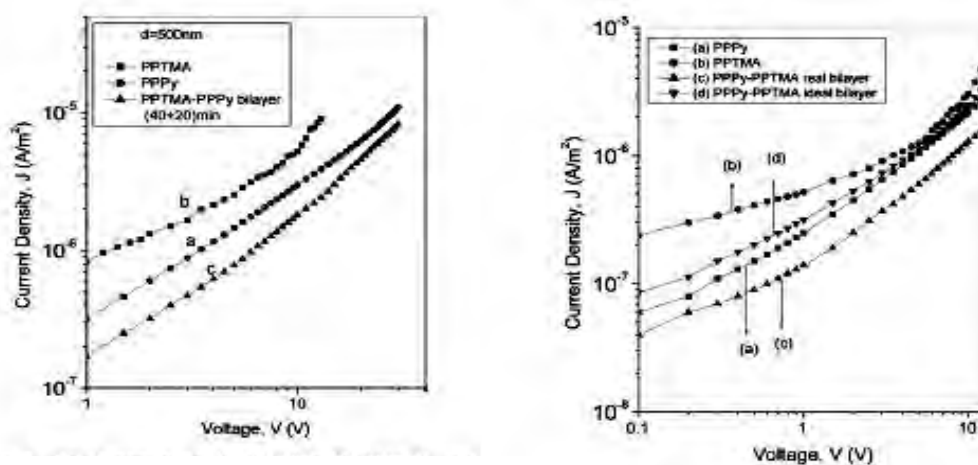 d=500nm
PPTMA
PPPy
PPTMA-PPPy bilayer
(40+20)min
10^-5
10^-6
10^-7
Current Density, J (A/m²)
b
a
c
1
10
Voltage, V (V)
(a) PPPy
(b) PPTMA
(c) PPPy-PPTMA real bilayer
(d) PPPy-PPTMA ideal bilayer
10^-5
10^-6
10^-7
10^-8
Current Density, J (A/m²)
(b)
(d)
(a)
(c)
0.1
1
10
Voltage, V (V)